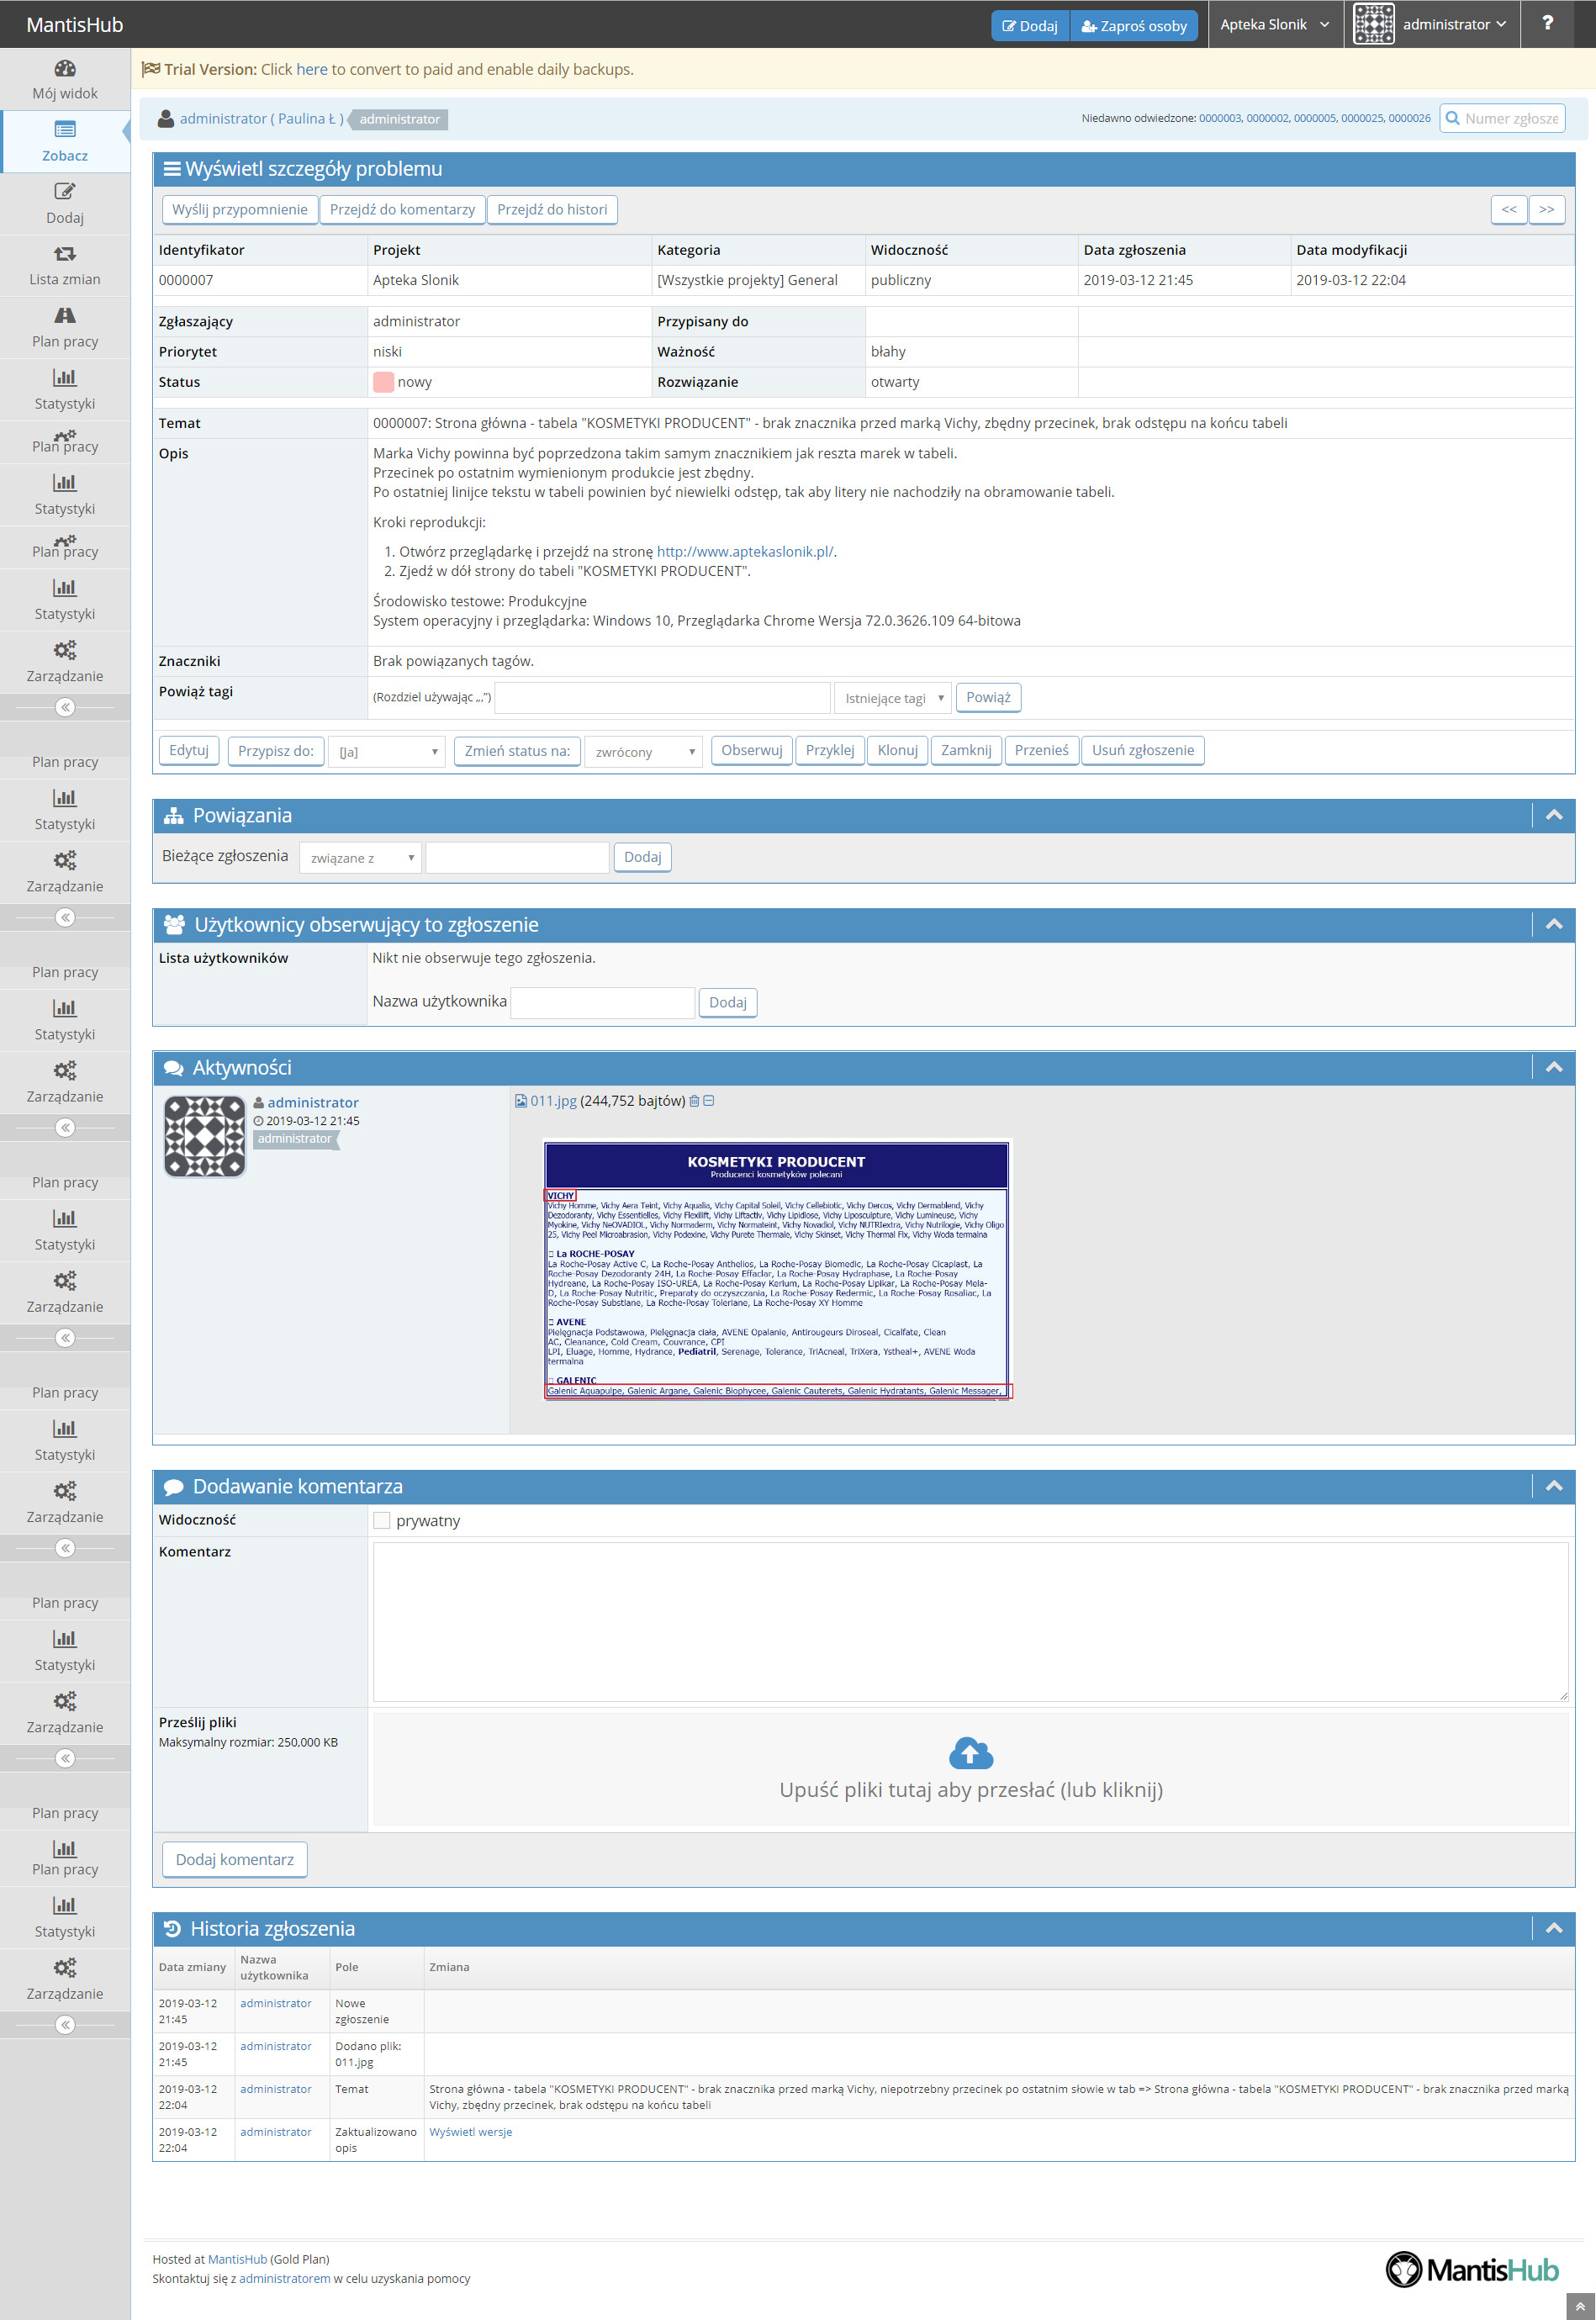 MantisHub
Dodaj
Zaproś osoby
Apteka Slonik
administrator
?
Trial Version: Click here to convert to paid and enable daily backups.
administrator ( Paulina Ł ) administrator
Niedawno odwiedzone: 0000003, 0000002, 0000005, 0000025, 0000026
Numer zgłosze
Mój widok
Zobacz
Dodaj
Lista zmian
Plan pracy
Statystyki
Plan pracy
Statystyki
Plan pracy
Statystyki
Zarządzanie
Plan pracy
Statystyki
Zarządzanie
Plan pracy
Statystyki
Zarządzanie
Plan pracy
Statystyki
Zarządzanie
Plan pracy
Statystyki
Zarządzanie
Plan pracy
Statystyki
Zarządzanie
Plan pracy
Plan pracy
Statystyki
Zarządzanie
Wyświetl szczegóły problemu
Wyślij przypomnienie Przejdź do komentarzy Przejdź do histori << >>
Identyfikator Projekt Kategoria Widoczność Data zgłoszenia Data modyfikacji
0000007 Apteka Slonik [Wszystkie projekty] General publiczny 2019-03-12 21:45 2019-03-12 22:04
Zgłaszający administrator Przypisany do
Priorytet niski Ważność błahy
Status nowy Rozwiązanie otwarty
Temat 0000007: Strona główna - tabela "KOSMETYKI PRODUCENT" - brak znacznika przed marką Vichy, zbędny przecinek, brak odstępu na końcu tabeli
Opis Marka Vichy powinna być poprzedzona takim samym znacznikiem jak reszta marek w tabeli.
Przecinek po ostatnim wymienionym produkcie jest zbędny.
Po ostatniej linijce tekstu w tabeli powinien być niewielki odstęp, tak aby litery nie nachodziły na obramowanie tabeli.
Kroki reprodukcji:
1. Otwórz przeglądarkę i przejdź na stronę http://www.aptekaslonik.pl/.
2. Zjedź w dół strony do tabeli "KOSMETYKI PRODUCENT".
Środowisko testowe: Produkcyjne
System operacyjny i przeglądarka: Windows 10, Przeglądarka Chrome Wersja 72.0.3626.109 64-bitowa
Znaczniki Brak powiązanych tagów.
Powiąż tagi (Rozdziel używając „,”) Istniejące tagi Powiąż
Edytuj Przypisz do: [Ja] Zmień status na: zwrócony Obserwuj Przyklej Klonuj Zamknij Przenieś Usuń zgłoszenie
Powiązania
Bieżące zgłoszenia związane z Dodaj
Użytkownicy obserwujący to zgłoszenie
Lista użytkowników Nikt nie obserwuje tego zgłoszenia.
Nazwa użytkownika Dodaj
Aktywności
administrator
2019-03-12 21:45
administrator
011.jpg (244,752 bajtów)
KOSMETYKI PRODUCENT
Producenci kosmetyków polecani
VICHY
Vichy Homme, Vichy Aera Teint, Vichy Aqualia, Vichy Capital Soleil, Vichy Cellebiotic, Vichy Dercos, Vichy Dermablend, Vichy
Dezodoranty, Vichy Essentielles, Vichy Flexilift, Vichy Liftactiv, Vichy Lipidiose, Vichy Liposculpture, Vichy Lumineuse, Vichy
Myokine, Vichy NeOVADIOL, Vichy Normaderm, Vichy Normateint, Vichy Novadiol, Vichy NUTRIextra, Vichy Nutrilogie, Vichy Oligo
25, Vichy Peel Microabrasion, Vichy Podexine, Vichy Purete Thermale, Vichy Skinset, Vichy Thermal Fix, Vichy Woda termalna
La ROCHE-POSAY
La Roche-Posay Active C, La Roche-Posay Anthelios, La Roche-Posay Biomedic, La Roche-Posay Cicaplast, La
Roche-Posay Dezodoranty 24H, La Roche-Posay Effaclar, La Roche-Posay Hydraphase, La Roche-Posay
Hydreane, La Roche-Posay ISO-UREA, La Roche-Posay Kerium, La Roche-Posay Lipikar, La Roche-Posay Mela-
D, La Roche-Posay Nutritic, Preparaty do oczyszczania, La Roche-Posay Redermic, La Roche-Posay Rosaliac, La
Roche-Posay Substiane, La Roche-Posay Toleriane, La Roche-Posay XY Homme
AVENE
Pielęgnacja Podstawowa, Pielęgnacja ciała, AVENE Opalanie, Antirougeurs Diroseal, Cicalfate, Clean
AC, Cleanance, Cold Cream, Couvrance, CPI
LPI, Eluage, Homme, Hydrance, Pediatril, Serenage, Tolerance, TriAcneal, TriXera, Ystheal+, AVENE Woda
termalna
GALENIC
Galenic Aquapulpe, Galenic Argane, Galenic Biophycee, Galenic Cauterets, Galenic Hydratants, Galenic Messager,
Dodawanie komentarza
Widoczność prywatny
Komentarz
Prześlij pliki
Maksymalny rozmiar: 250,000 KB
Upuść pliki tutaj aby przesłać (lub kliknij)
Dodaj komentarz
Historia zgłoszenia
Data zmiany Nazwa użytkownika Pole Zmiana
2019-03-12 21:45 administrator Nowe zgłoszenie
2019-03-12 21:45 administrator Dodano plik: 011.jpg
2019-03-12 22:04 administrator Temat Strona główna - tabela "KOSMETYKI PRODUCENT" - brak znacznika przed marką Vichy, niepotrzebny przecinek po ostatnim słowie w tab => Strona główna - tabela "KOSMETYKI PRODUCENT" - brak znacznika przed marką
Vichy, zbędny przecinek, brak odstępu na końcu tabeli
2019-03-12 22:04 administrator Zaktualizowano opis Wyświetl wersje
Hosted at MantisHub (Gold Plan)
Skontaktuj się z administratorem w celu uzyskania pomocy
MantisHub